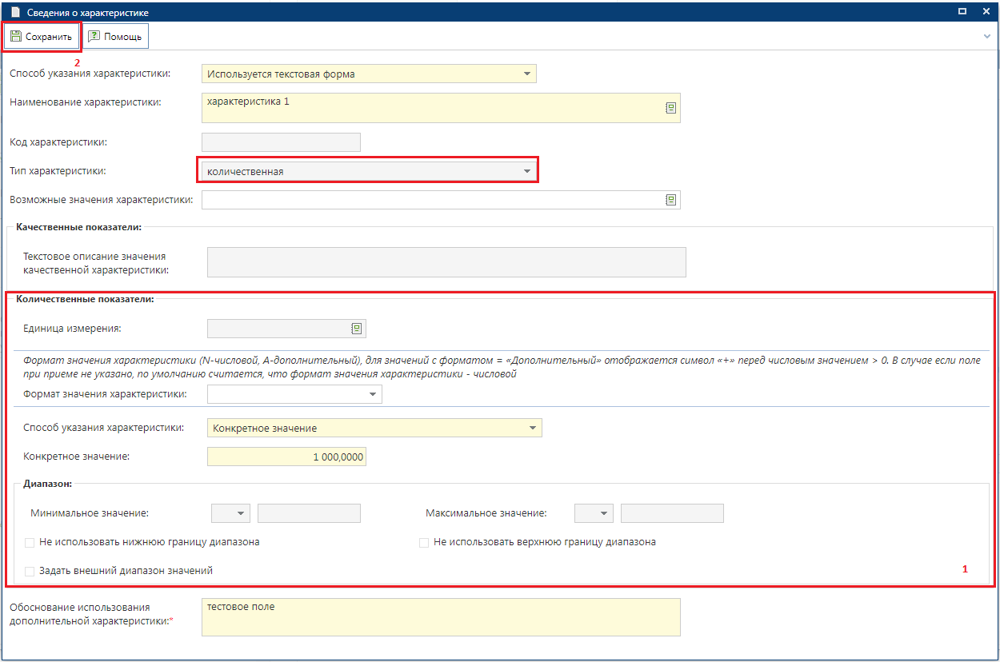 Сведения о характеристике
Сохранить
Помощь
2
Способ указания характеристики:
Используется текстовая форма
Наименование характеристики:
характеристика 1
Код характеристики:
Тип характеристики:
количественная
Возможные значения характеристики:
Качественные показатели:
Текстовое описание значения
качественной характеристики:
Количественные показатели:
Единица измерения:
Формат значения характеристики (N-числовой, A-дополнительный), для значений с форматом = «Дополнительный» отображается символ «+» перед числовым значением > 0. В случае если поле
при приеме не указано, по умолчанию считается, что формат значения характеристики - числовой
Формат значения характеристики:
Способ указания характеристики:
Конкретное значение
Конкретное значение:
1 000,0000
Диапазон:
Минимальное значение:
Максимальное значение:
Не использовать нижнюю границу диапазона
Не использовать верхнюю границу диапазона
Задать внешний диапазон значений
1
Обоснование использования
дополнительной характеристики:*
тестовое поле